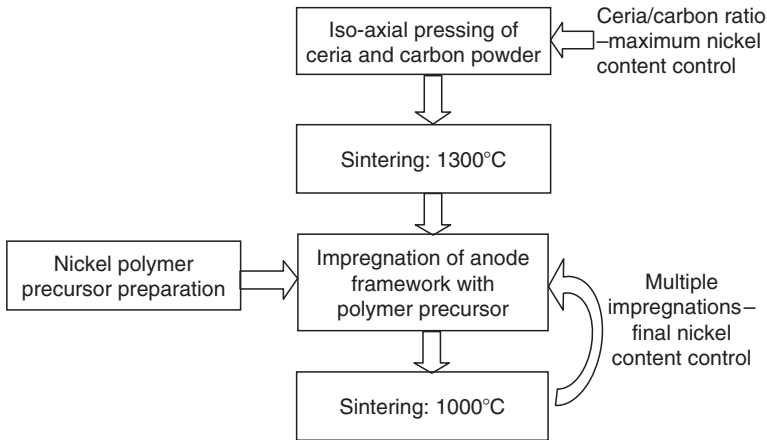 Iso-axial pressing of
ceria and carbon powder
Ceria/carbon ratio
–maximum nickel
content control
Sintering: 1300°C
Nickel polymer
precursor preparation
Impregnation of anode
framework with
polymer precursor
Multiple
impregnations–
final nickel
content control
Sintering: 1000°C